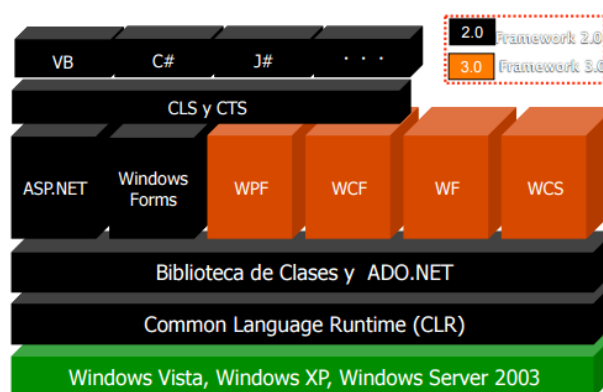 2.0 Framework 2.0
3.0 Framework 3.0
VB C# J# . . .
CLS y CTS
ASP.NET Windows Forms WPF WCF WF WCS
Biblioteca de Clases y ADO.NET
Common Language Runtime (CLR)
Windows Vista, Windows XP, Windows Server 2003